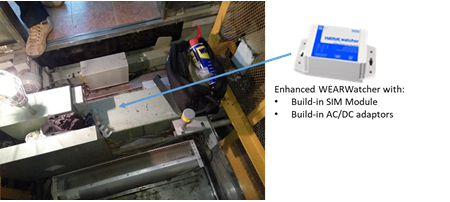 Enhanced WEARWatcher with:
• Build-in SIM Module
• Build-in AC/DC adaptors